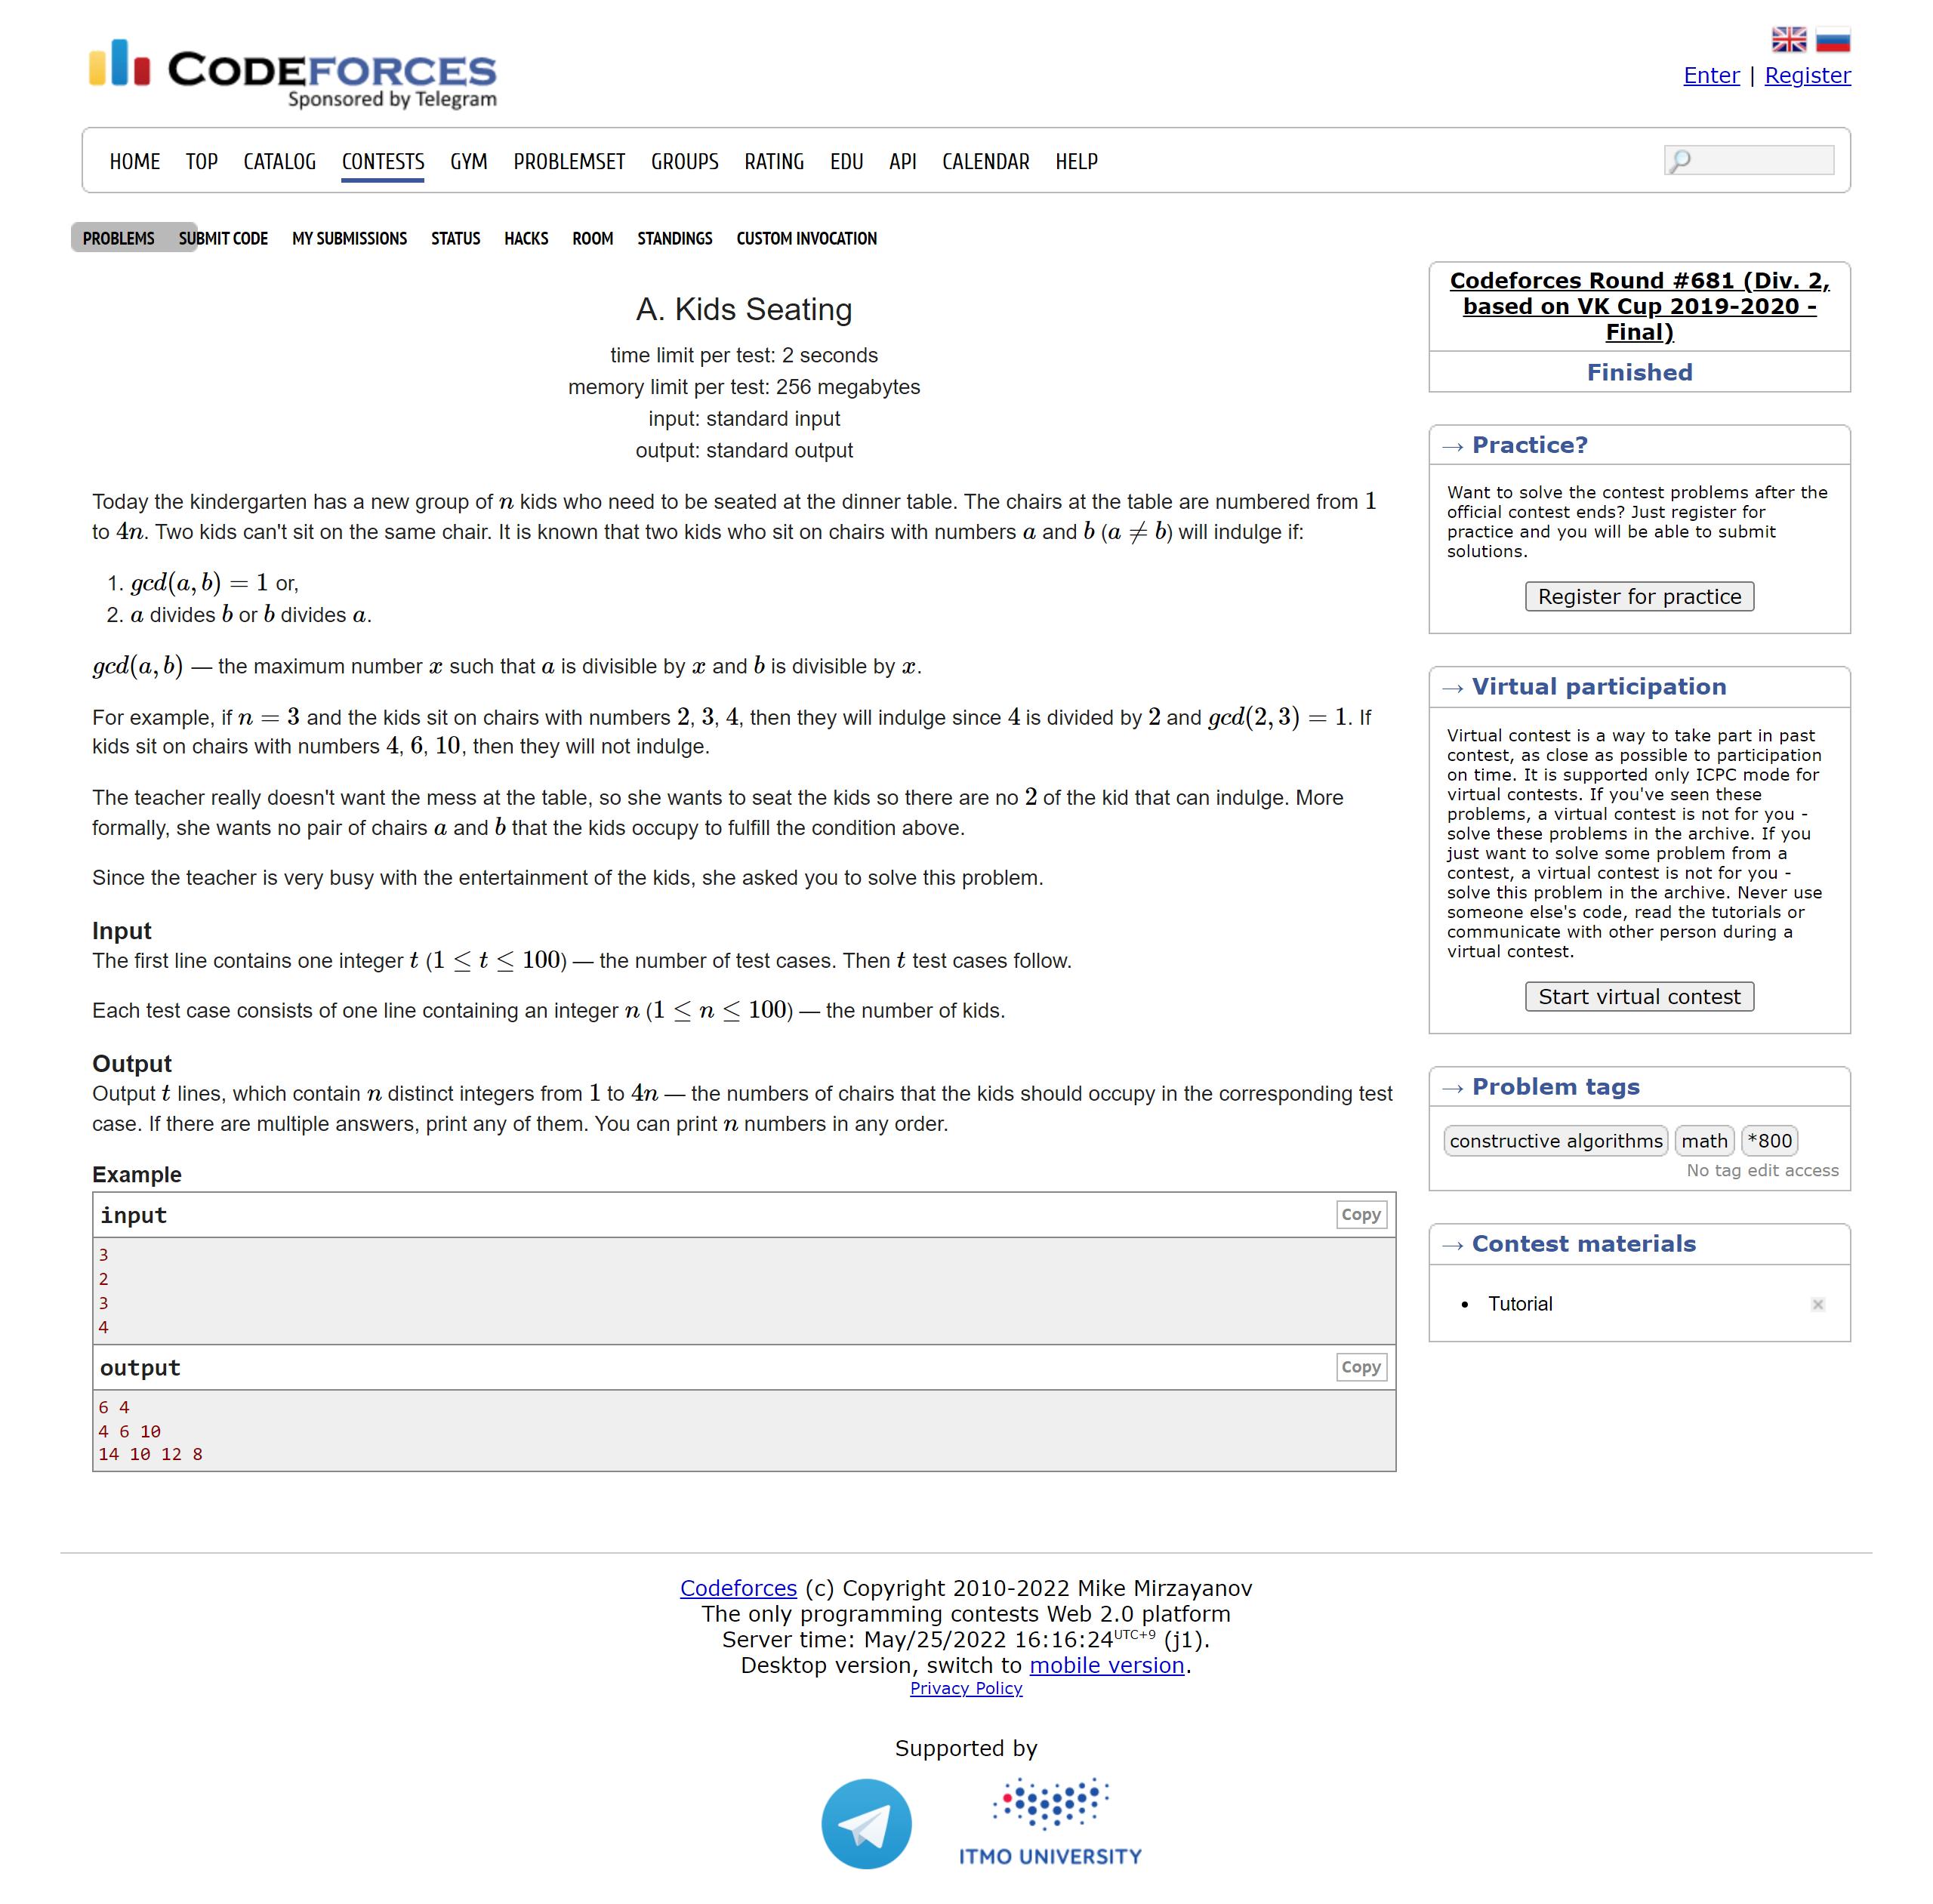 CODEFORCES
Sponsored by Telegram
Enter | Register
HOME TOP CATALOG CONTESTS GYM PROBLEMSET GROUPS RATING EDU API CALENDAR HELP
PROBLEMS SUBMIT CODE MY SUBMISSIONS STATUS HACKS ROOM STANDINGS CUSTOM INVOCATION
A. Kids Seating
time limit per test: 2 seconds
memory limit per test: 256 megabytes
input: standard input
output: standard output
Today the kindergarten has a new group of n kids who need to be seated at the dinner table. The chairs at the table are numbered from 1
to 4n. Two kids can't sit on the same chair. It is known that two kids who sit on chairs with numbers a and b (a ≠ b) will indulge if:
1. gcd(a, b) = 1 or,
2. a divides b or b divides a.
gcd(a, b) — the maximum number x such that a is divisible by x and b is divisible by x.
For example, if n = 3 and the kids sit on chairs with numbers 2, 3, 4, then they will indulge since 4 is divided by 2 and gcd(2, 3) = 1. If
kids sit on chairs with numbers 4, 6, 10, then they will not indulge.
The teacher really doesn't want the mess at the table, so she wants to seat the kids so there are no 2 of the kid that can indulge. More
formally, she wants no pair of chairs a and b that the kids occupy to fulfill the condition above.
Since the teacher is very busy with the entertainment of the kids, she asked you to solve this problem.
Input
The first line contains one integer t (1 ≤ t ≤ 100) — the number of test cases. Then t test cases follow.
Each test case consists of one line containing an integer n (1 ≤ n ≤ 100) — the number of kids.
Output
Output t lines, which contain n distinct integers from 1 to 4n — the numbers of chairs that the kids should occupy in the corresponding test
case. If there are multiple answers, print any of them. You can print n numbers in any order.
Example
input
Copy
3
2
3
4
output
Copy
6 4
4 6 10
14 10 12 8
Codeforces Round #681 (Div. 2,
based on VK Cup 2019-2020 -
Final)
Finished
→ Practice?
Want to solve the contest problems after the
official contest ends? Just register for
practice and you will be able to submit
solutions.
Register for practice
→ Virtual participation
Virtual contest is a way to take part in past
contest, as close as possible to participation
on time. It is supported only ICPC mode for
virtual contests. If you've seen these
problems, a virtual contest is not for you -
solve these problems in the archive. If you
just want to solve some problem from a
contest, a virtual contest is not for you -
solve this problem in the archive. Never use
someone else's code, read the tutorials or
communicate with other person during a
virtual contest.
Start virtual contest
→ Problem tags
constructive algorithms math *800
No tag edit access
→ Contest materials
• Tutorial
Codeforces (c) Copyright 2010-2022 Mike Mirzayanov
The only programming contests Web 2.0 platform
Server time: May/25/2022 16:16:24UTC+9 (j1).
Desktop version, switch to mobile version.
Privacy Policy
Supported by
ITMO UNIVERSITY